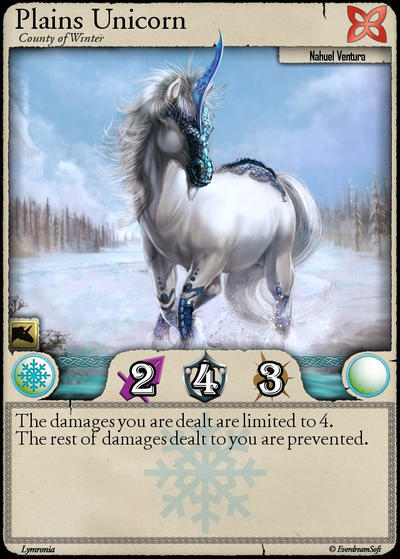 Plains Unicorn
County of Winter
Nahuel Ventura
2 4 3
The damages you are dealt are limited to 4.
The rest of damages dealt to you are prevented.
Lymronia
© EverdreamSoft